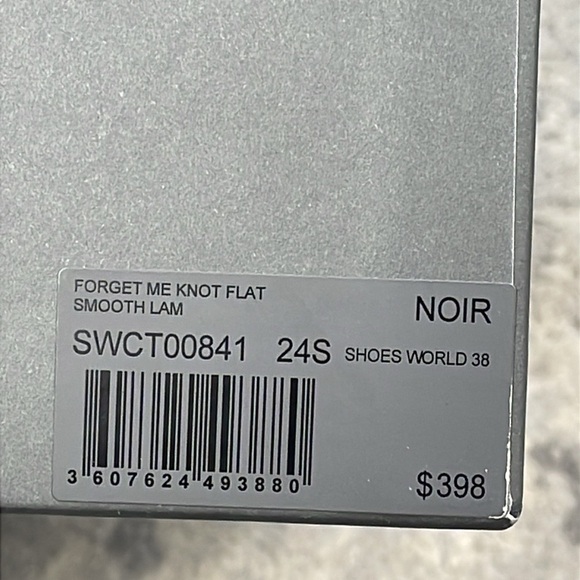 FORGET ME KNOT FLAT
SMOOTH LAM
NOIR
SWCT00841 24S SHOES WORLD 38
3 607624 493880
$398